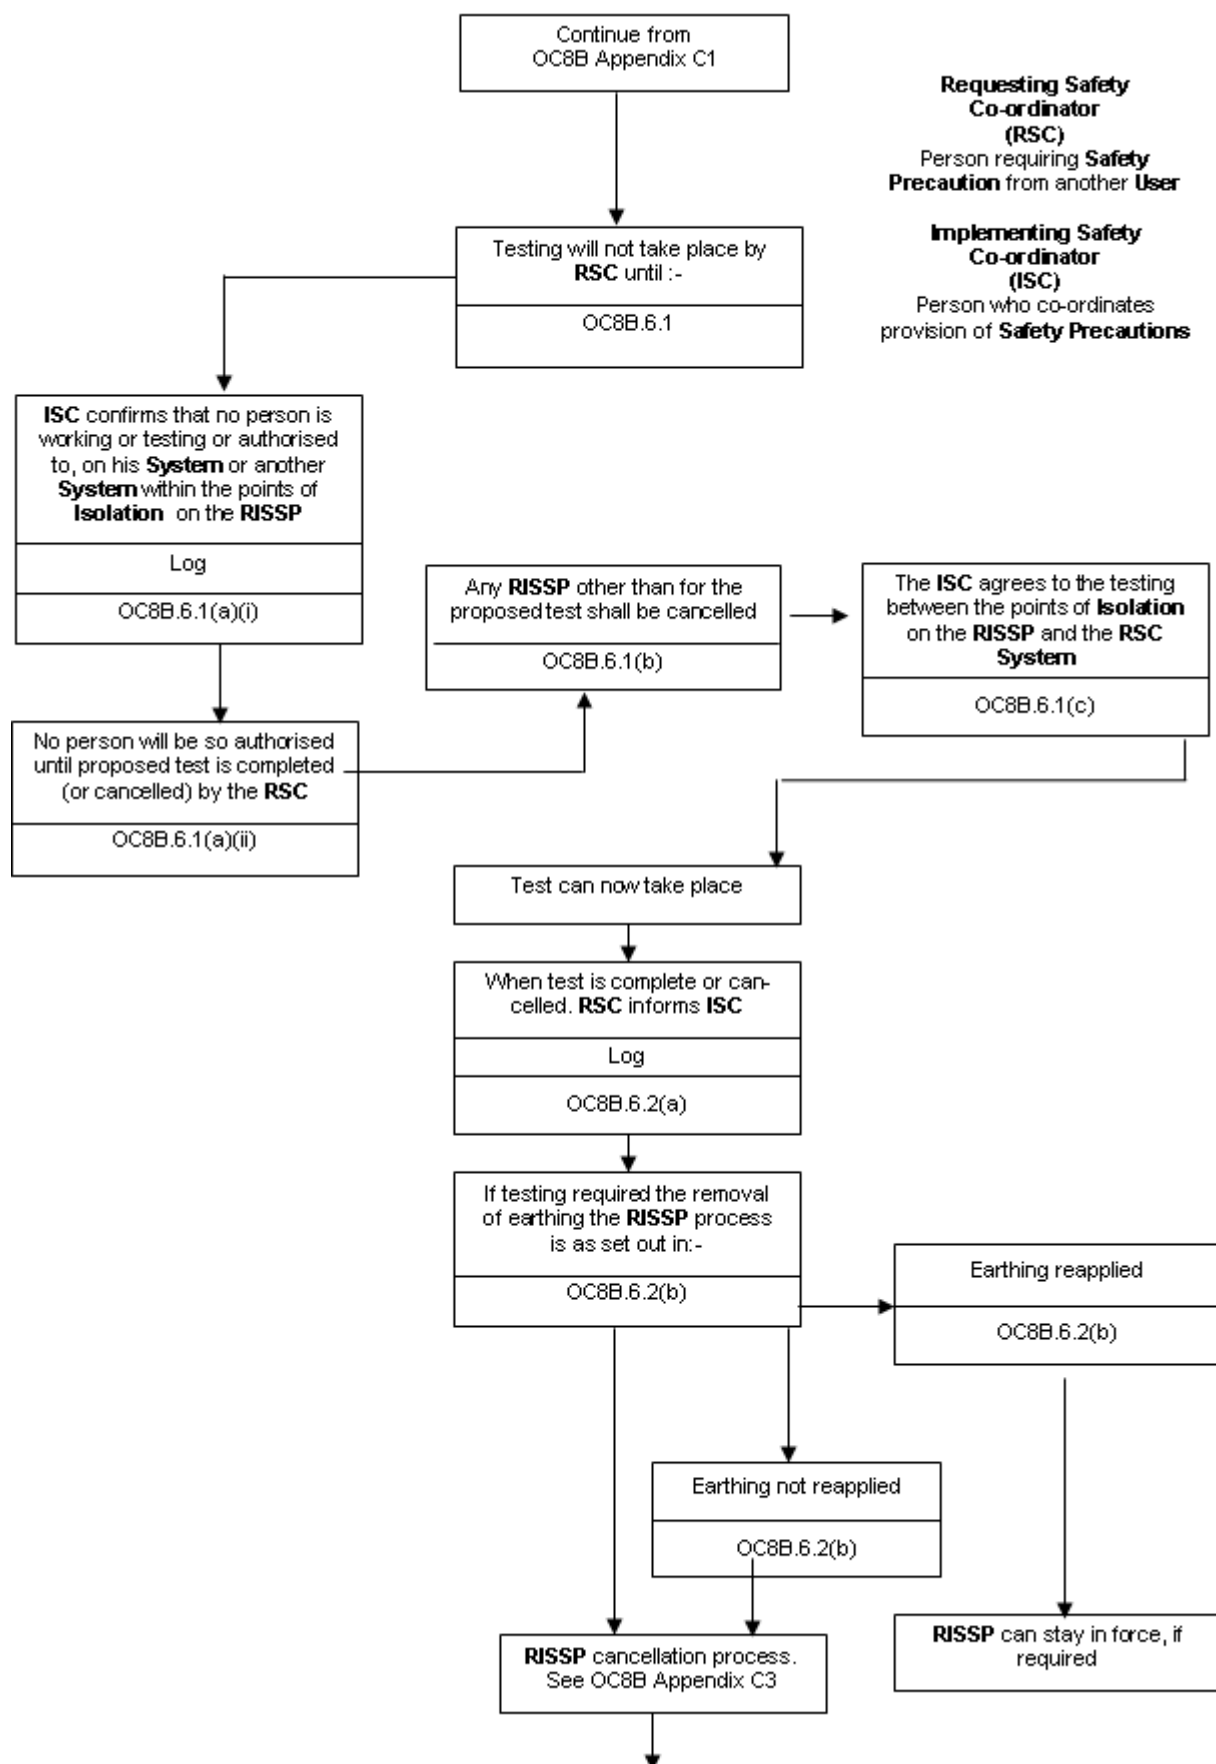 Continue from
OC8B Appendix C1
Requesting Safety
Co-ordinator
(RSC)
Person requiring Safety
Precaution from another User
Implementing Safety
Co-ordinator
(ISC)
Person who co-ordinates
provision of Safety Precautions
Testing will not take place by
RSC until :-
OC8B.6.1
ISC confirms that no person is
working or testing or authorised
to, on his System or another
System within the points of
Isolation on the RISSP
Log
OC8B.6.1(a)(i)
No person will be so authorised
until proposed test is completed
(or cancelled) by the RSC
OC8B.6.1(a)(ii)
Any RISSP other than for the
proposed test shall be cancelled
OC8B.6.1(b)
The ISC agrees to the testing
between the points of Isolation
on the RISSP and the RSC
System
OC8B.6.1(c)
Test can now take place
When test is complete or can-
celled. RSC informs ISC
Log
OC8B.6.2(a)
If testing required the removal
of earthing the RISSP process
is as set out in:-
OC8B.6.2(b)
Earthing reapplied
OC8B.6.2(b)
Earthing not reapplied
OC8B.6.2(b)
RISSP cancellation process.
See OC8B Appendix C3
RISSP can stay in force, if
required